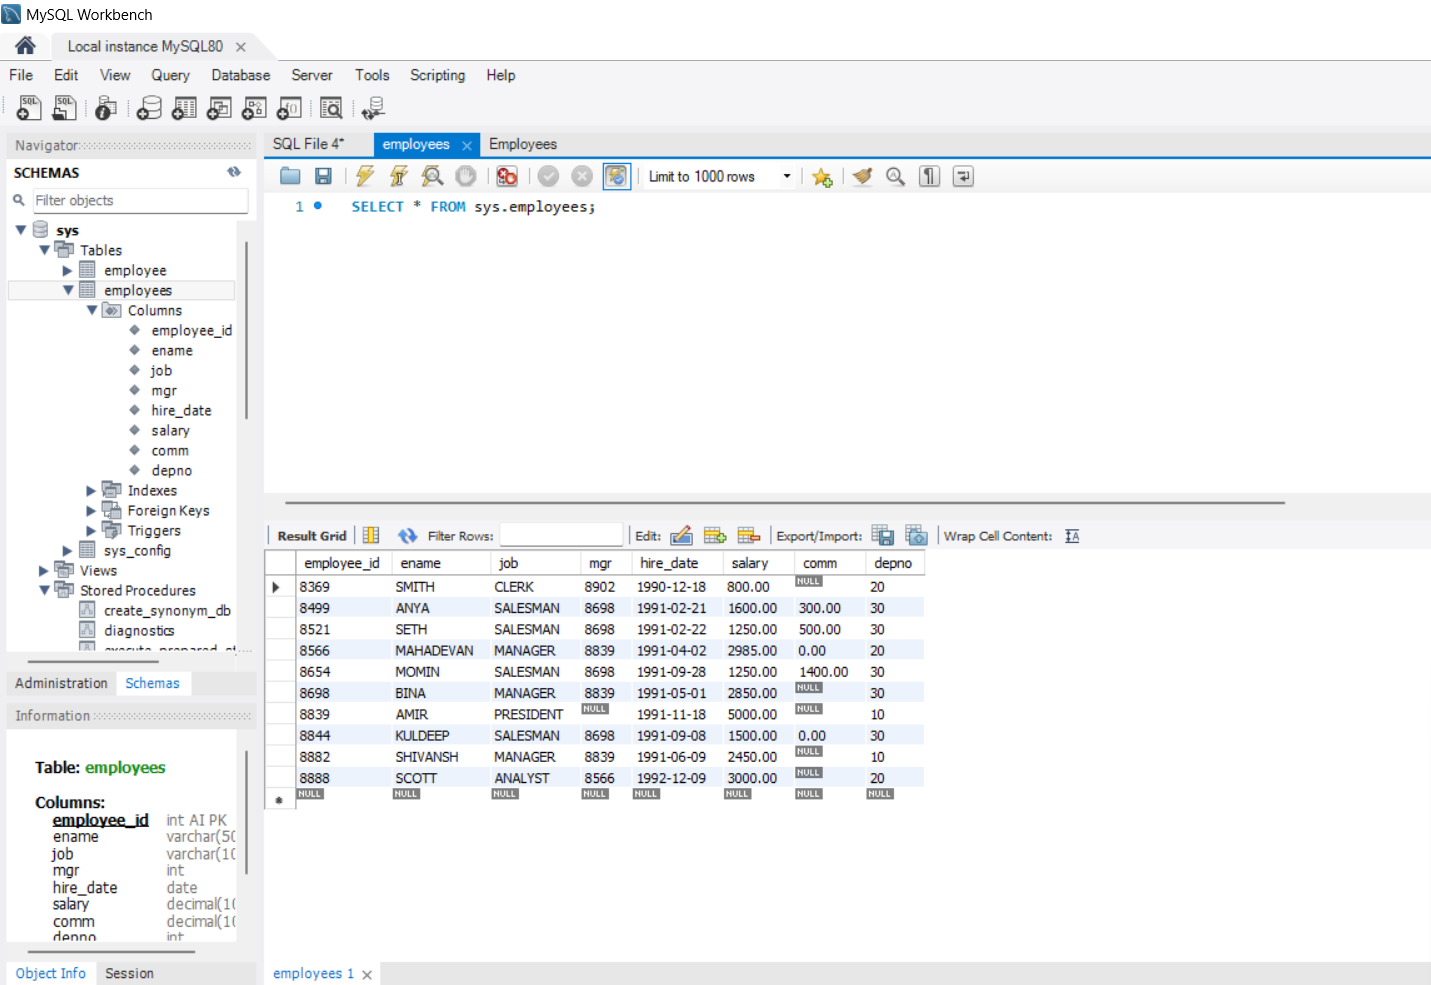 MySQL Workbench
Local instance MySQL80
File Edit View Query Database Server Tools Scripting Help
Navigator
SCHEMAS
Filter objects
sys
Tables
employee
employees
Columns
employee_id
ename
job
mgr
hire_date
salary
comm
depno
Indexes
Foreign Keys
Triggers
sys_config
Views
Stored Procedures
create_synonym_db
diagnostics
Administration Schemas
Information
Table: employees
Columns:
employee_id int AI PK
ename varchar(50
job varchar(10
mgr int
hire_date date
salary decimal(10
comm decimal(10
depno int
Object Info Session
SQL File 4* employees Employees
Limit to 1000 rows
1 SELECT * FROM sys.employees;
Result Grid Filter Rows: Edit: Export/Import: Wrap Cell Content:
employee_id ename job mgr hire_date salary comm depno
8369 SMITH CLERK 8902 1990-12-18 800.00 NULL 20
8499 ANYA SALESMAN 8698 1991-02-21 1600.00 300.00 30
8521 SETH SALESMAN 8698 1991-02-22 1250.00 500.00 30
8566 MAHADEVAN MANAGER 8839 1991-04-02 2985.00 0.00 20
8654 MOMIN SALESMAN 8698 1991-09-28 1250.00 1400.00 30
8698 BINA MANAGER 8839 1991-05-01 2850.00 NULL 30
8839 AMIR PRESIDENT NULL 1991-11-18 5000.00 NULL 10
8844 KULDEEP SALESMAN 8698 1991-09-08 1500.00 0.00 30
8882 SHIVANSH MANAGER 8839 1991-06-09 2450.00 NULL 10
8888 SCOTT ANALYST 8566 1992-12-09 3000.00 NULL 20
NULL NULL NULL NULL NULL NULL NULL NULL
employees 1